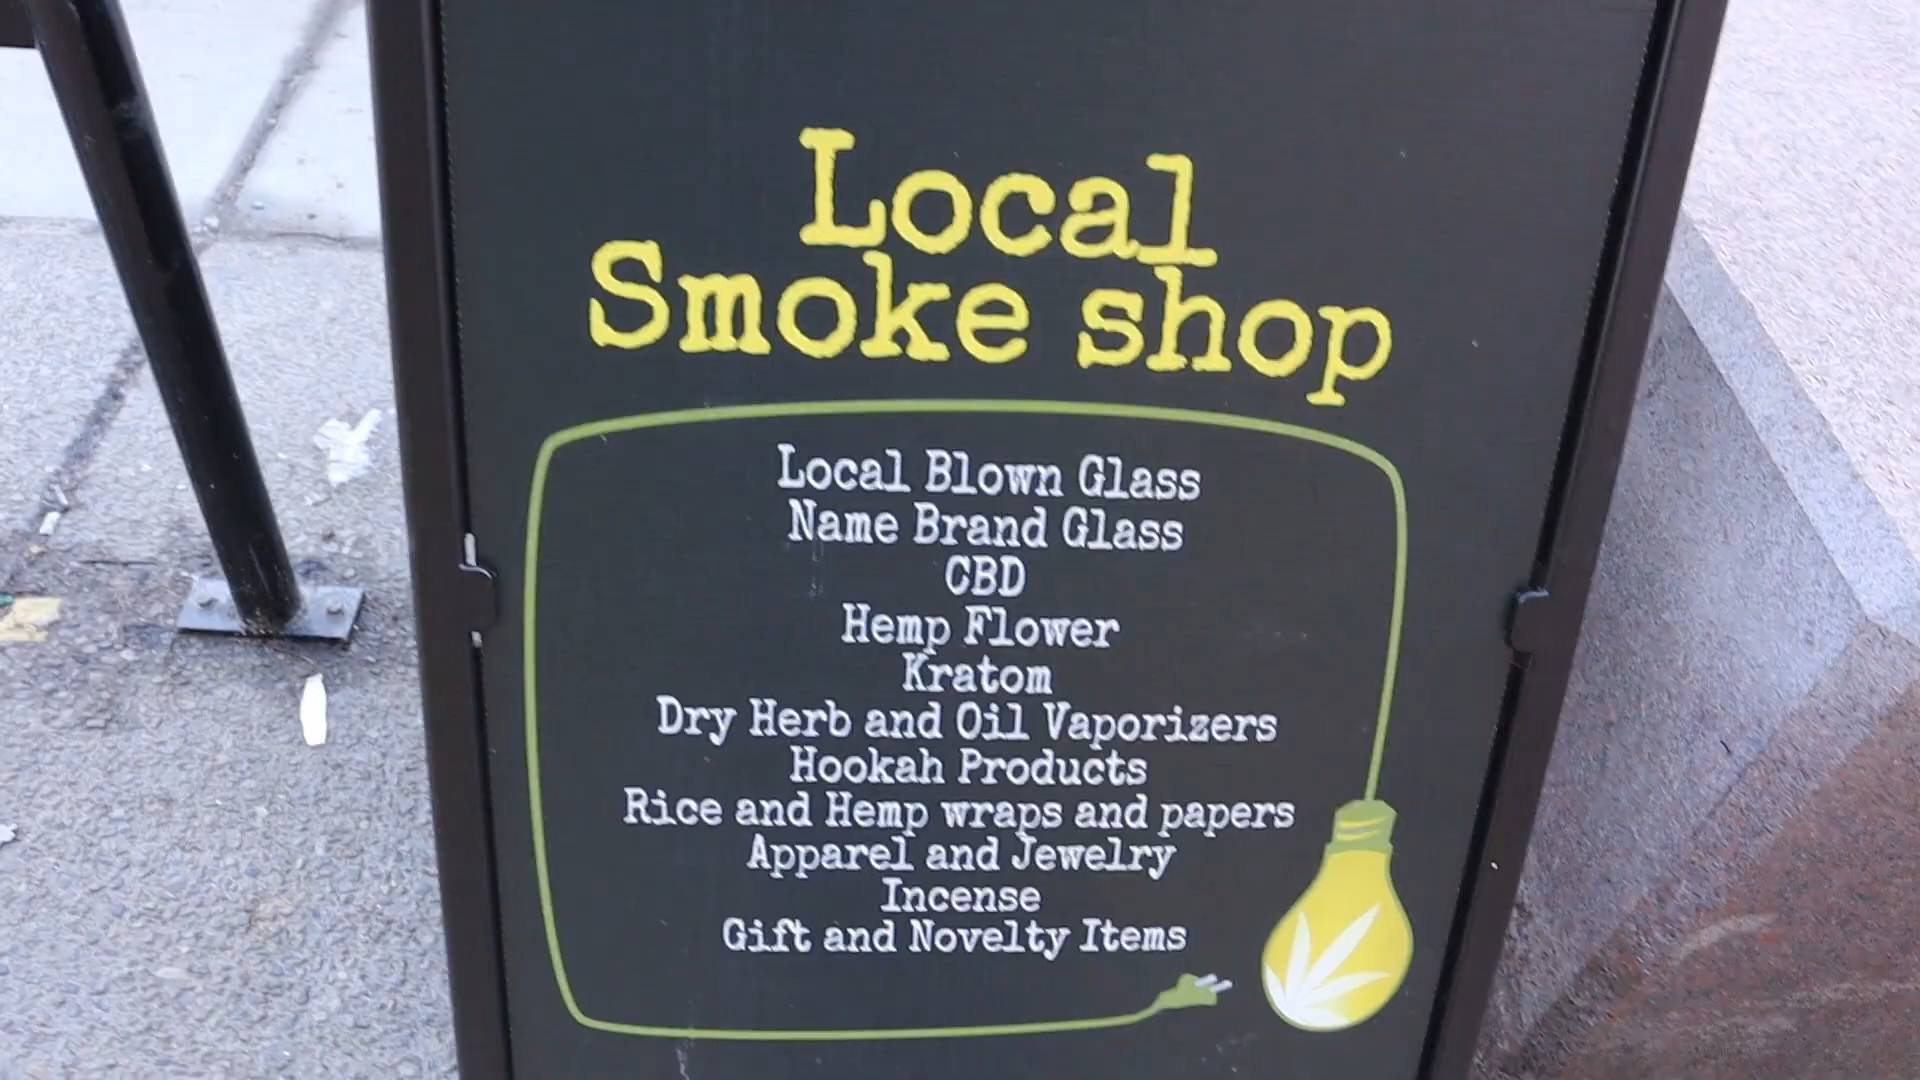 Local
Smoke shop
Local Blown Glass
Name Brand Glass
CBD
Hemp Flower
Kratom
Dry Herb and Oil Vaporizers
Hookah Products
Rice and Hemp wraps and papers
Apparel and Jewelry
Incense
Gift and Novelty Items